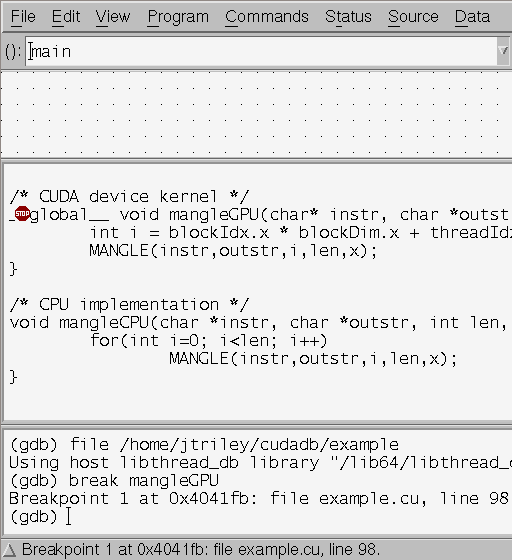 File Edit View Program Commands Status Source Data
(): main
/* CUDA device kernel */
STOP global__ void mangleGPU(char* instr, char *outst
int i = blockIdx.x * blockDim.x + threadId
MANGLE(instr,outstr,i,len,x);
}
/* CPU implementation */
void mangleCPU(char *instr, char *outstr, int len,
for(int i=0; i<len; i++)
MANGLE(instr,outstr,i,len,x);
}
(gdb) file /home/jtriley/cudadb/example
Using host libthread_db library "/lib64/libthread_
(gdb) break mangleGPU
Breakpoint 1 at 0x4041fb: file example.cu, line 98
(gdb)
Breakpoint 1 at 0x4041fb: file example.cu, line 98.